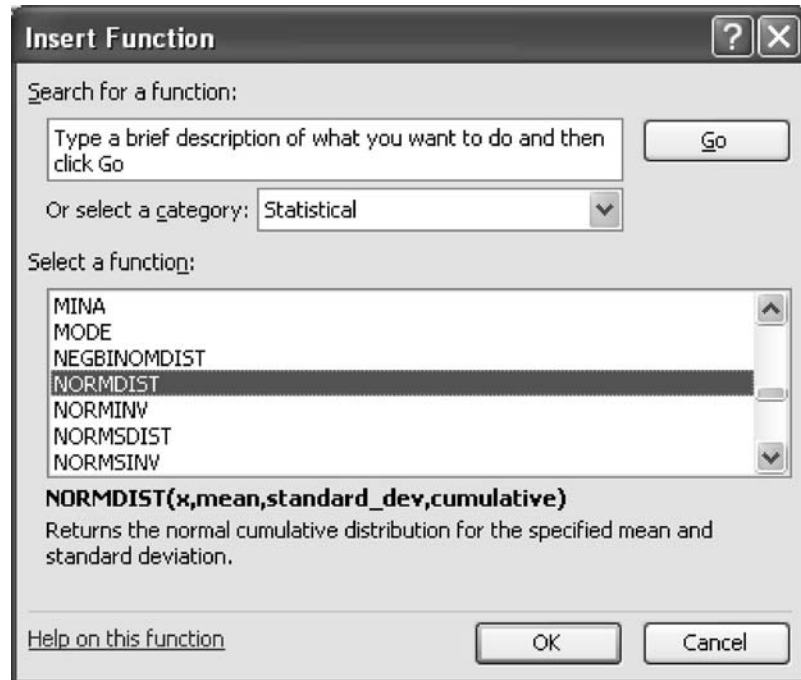 Insert Function
Search for a function:
Type a brief description of what you want to do and then
click Go
Go
Or select a category: Statistical
Select a function:
MINA
MODE
NEGBINOMDIST
NORMDIST
NORMINV
NORMSDIST
NORMSINV
NORMDIST(x,mean,standard_dev,cumulative)
Returns the normal cumulative distribution for the specified mean and
standard deviation.
Help on this function
OK
Cancel